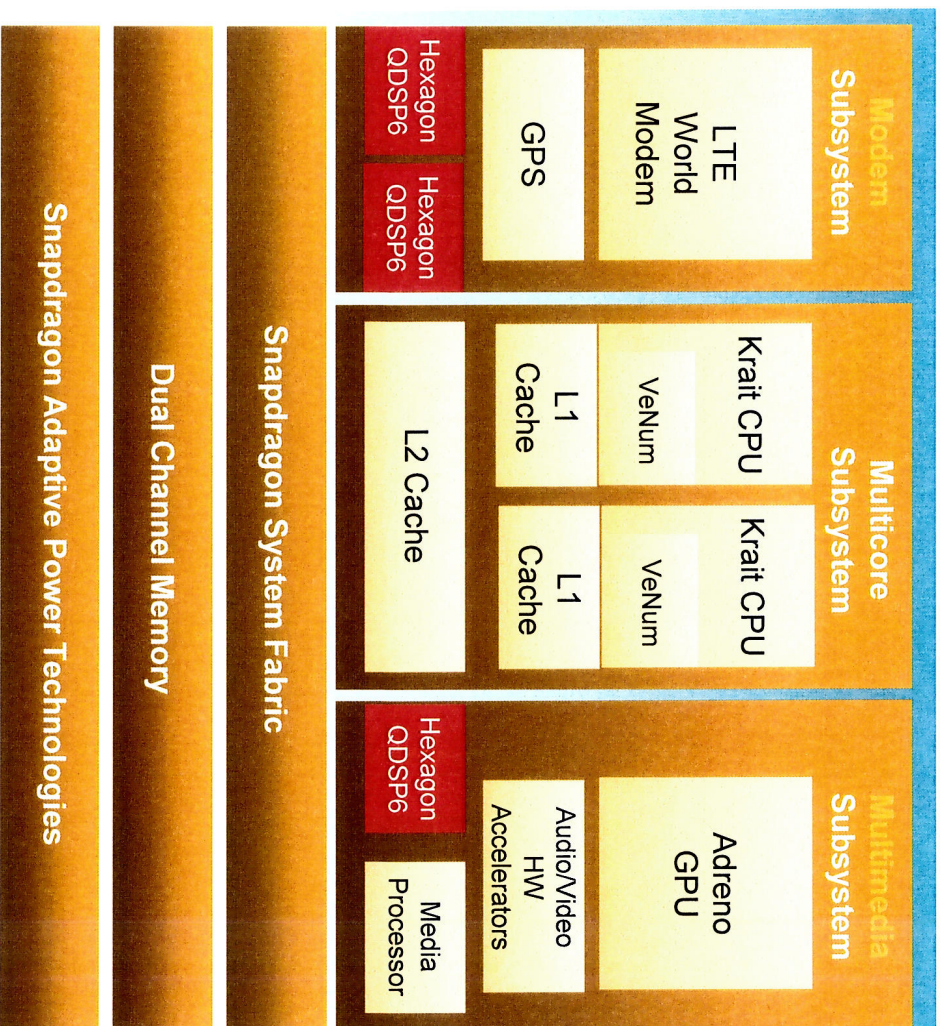 Modem
Subsystem
LTE
World
Modem
GPS
Hexagon
QDSP6
Hexagon
QDSP6
Multicore
Subsystem
Krait CPU
VeNum
L1
Cache
Krait CPU
VeNum
L1
Cache
L2 Cache
Multimedia
Subsystem
Adreno
GPU
Audio/Video
HW
Accelerators
Hexagon
QDSP6
Media
Processor
Snapdragon System Fabric
Dual Channel Memory
Snapdragon Adaptive Power Technologies